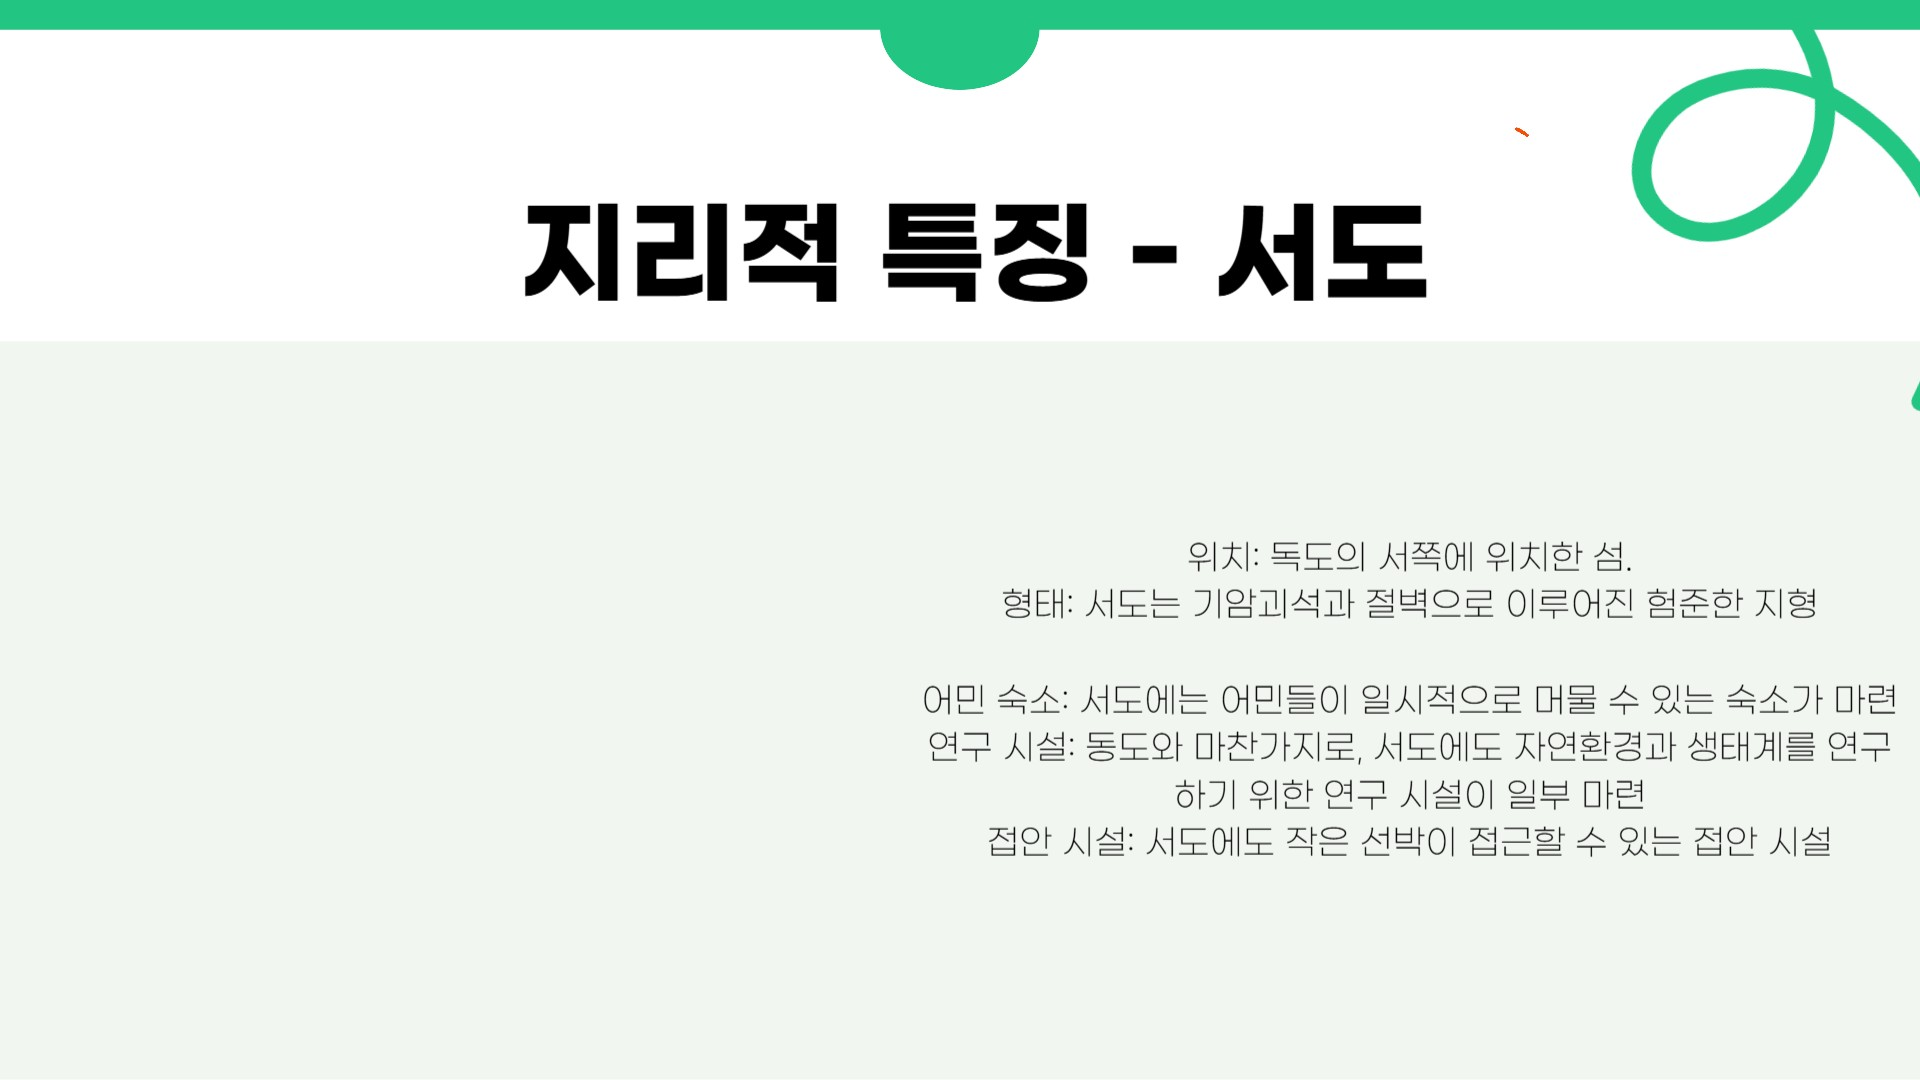 지리적 특징 - 서도
위치: 독도의 서쪽에 위치한 섬.
형태: 서도는 기암괴석과 절벽으로 이루어진 험준한 지형
어민 숙소: 서도에는 어민들이 일시적으로 머물 수 있는 숙소가 마련
연구 시설: 동도와 마찬가지로, 서도에도 자연환경과 생태계를 연구
하기 위한 연구 시설이 일부 마련
접안 시설: 서도에도 작은 선박이 접근할 수 있는 접안 시설